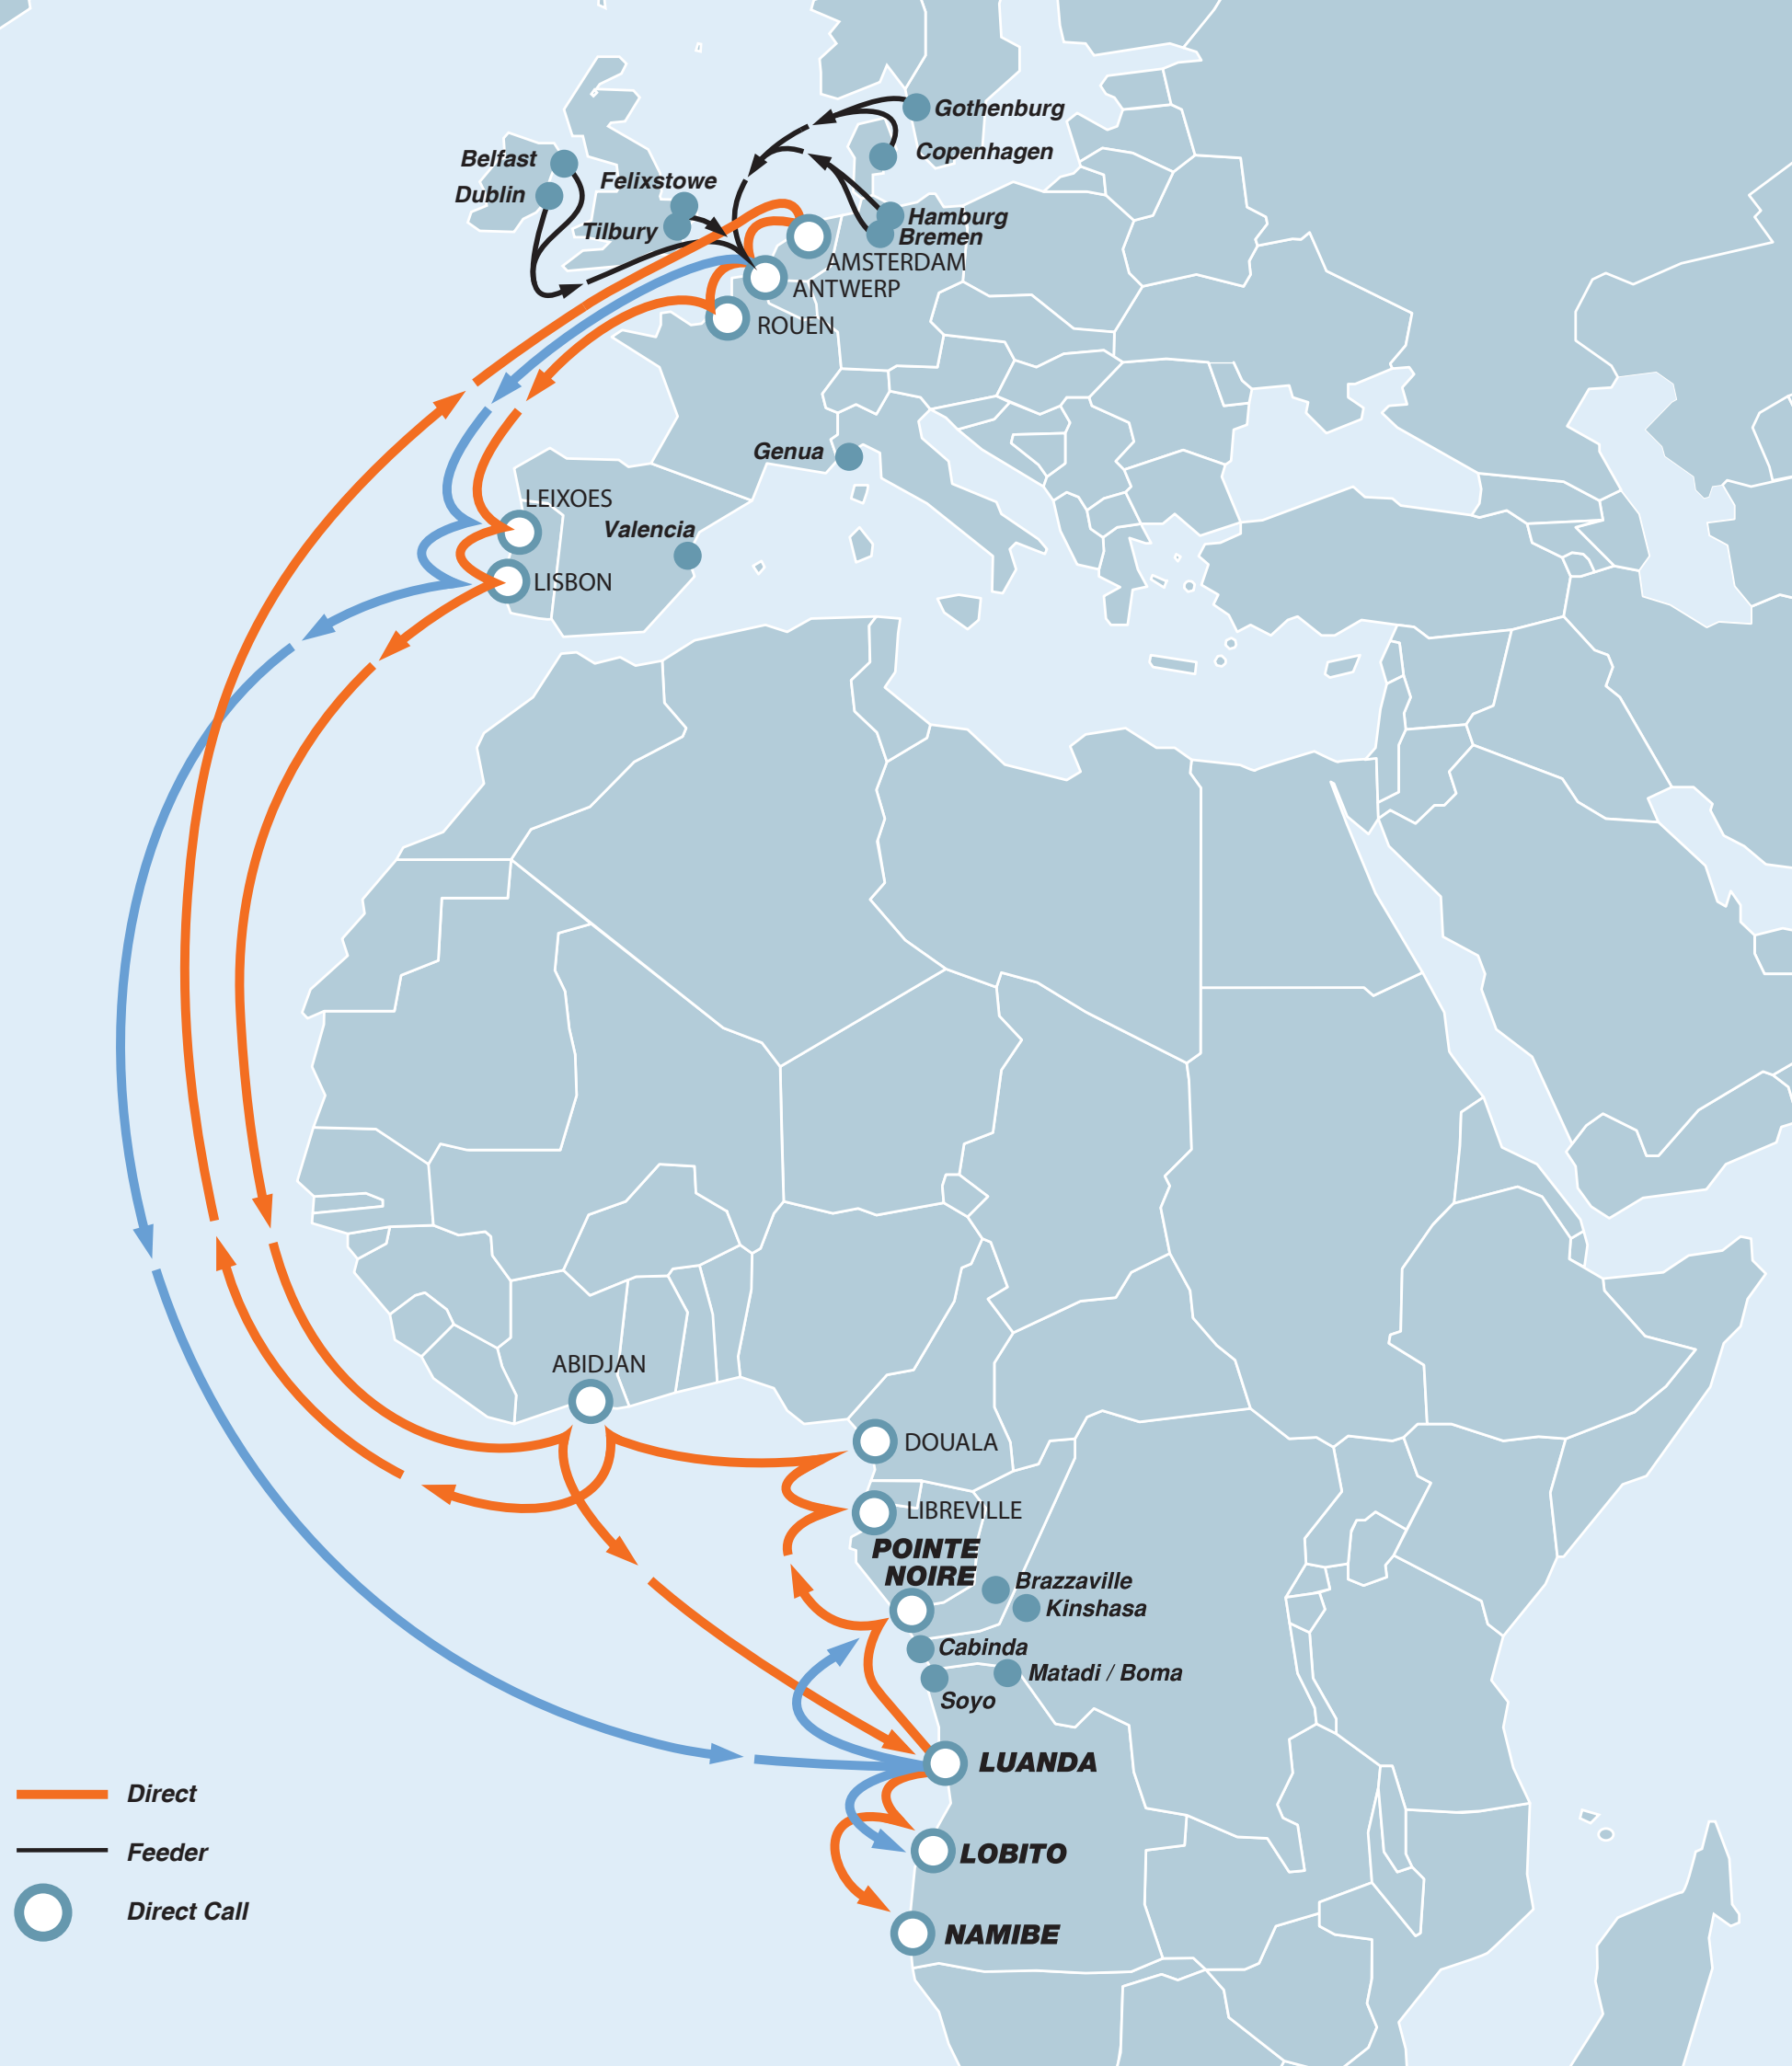 Gothenburg
Copenhagen
Belfast
Dublin
Felixstowe
Tilbury
Hamburg
Bremen
AMSTERDAM
ANTWERP
ROUEN
Genua
LEIXOES
Valencia
LISBON
ABIDJAN
DOUALA
LIBREVILLE
POINTE
NOIRE
Brazzaville
Kinshasa
Cabinda
Matadi / Boma
Soyo
LUANDA
LOBITO
NAMIBE
Direct
Feeder
Direct Call